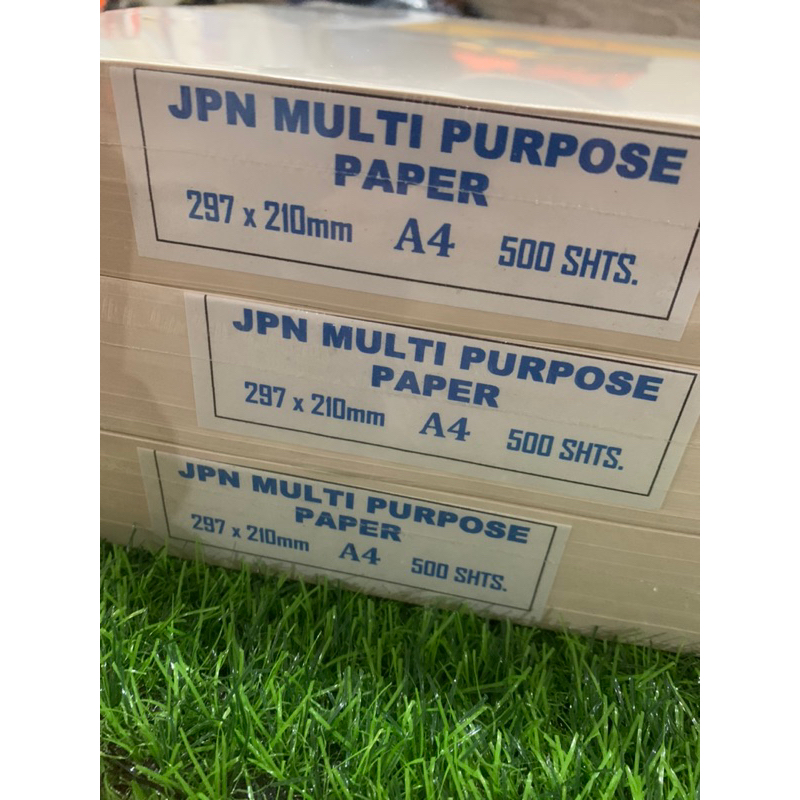 JPN MULTI PURPOSE
PAPER
297 x 210mm A4 500 SHTS.
JPN MULTI PURPOSE
PAPER
297 x 210mm A4 500 SHTS.
JPN MULTI PURPOSE
PAPER
297 x 210mm A4 500 SHTS.